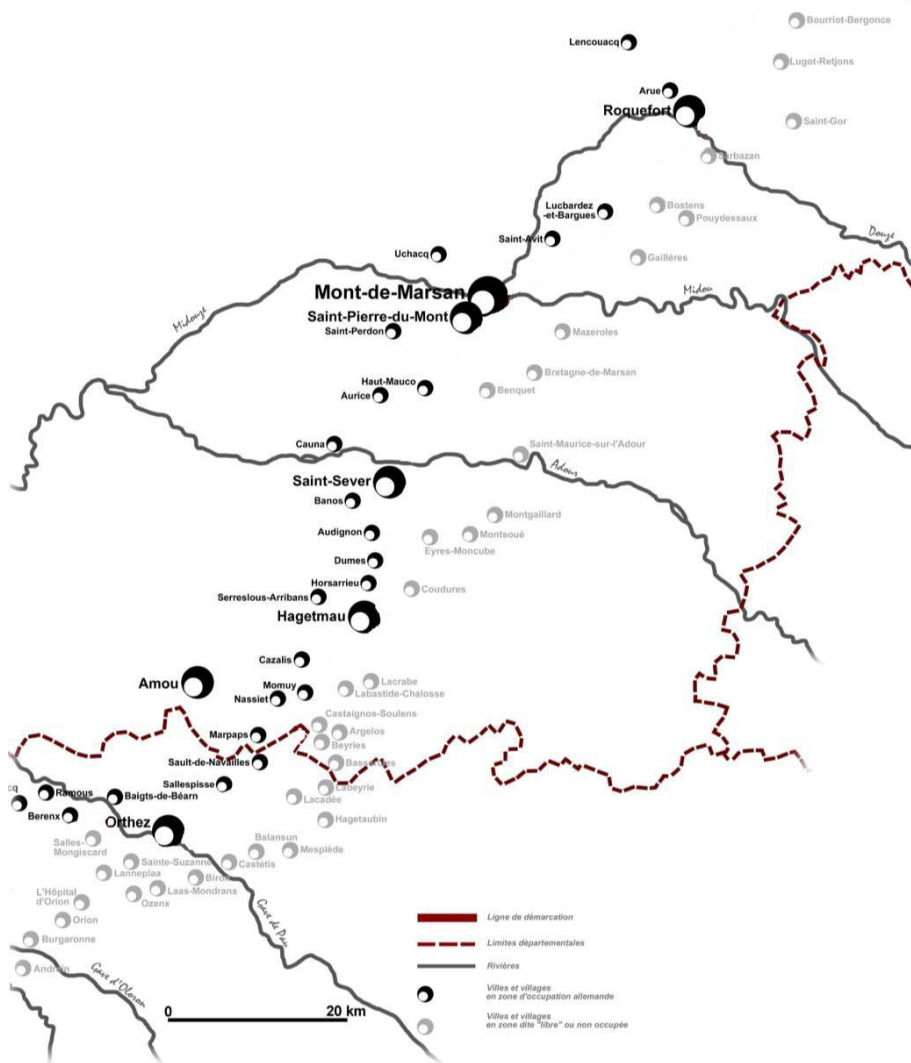 Bourriot-Bergonce
Lencouacq
Lugot-Retjons
Arue
Roquefort
Saint-Gor
Sarbazan
Lucbardez
-et-Bargues
Bostens
Pouydessaux
Saint-Avit
Douze
Uchacq
Gaillères
Mont-de-Marsan
Midou
Saint-Pierre-du-Mont
Midouze
Saint-Perdon
Mazeroles
Bretagne-de-Marsan
Haut-Mauco
Aurice
Benquet
Cauna
Saint-Maurice-sur-l'Adour
Adour
Saint-Sever
Banos
Montgaillard
Audignon
Montsoué
Eyres-Moncube
Dumes
Horsarrieu
Coudures
Serreslous-Arribans
Hagetmau
Cazalis
Amou
Momuy
Lacrabe
Labastide-Chalosse
Nassiet
Castaignos-Souslens
Marpaps
Argelos
Beyries
Sault-de-Navailles
Sallespisse
Labeyrie
cq
Ramous
Baigts-de-Béarn
Lacadée
Berenx
Orthez
Hagetaubin
Salles-
Mongiscard
Balansun
Mesplède
Sainte-Suzanne
Castétis
Lanneplaa
Biron
Laas-Mondrans
L'Hôpital
d'Orion
Ozenx
Orion
Gave de Pau
Burgaronne
Andrein
Gave d'Oloron
0
20 km
Ligne de démarcation
Limites départementales
Rivières
Villes et villages
en zone d'occupation allemande
Villes et villages
en zone dite "libre" ou non occupée